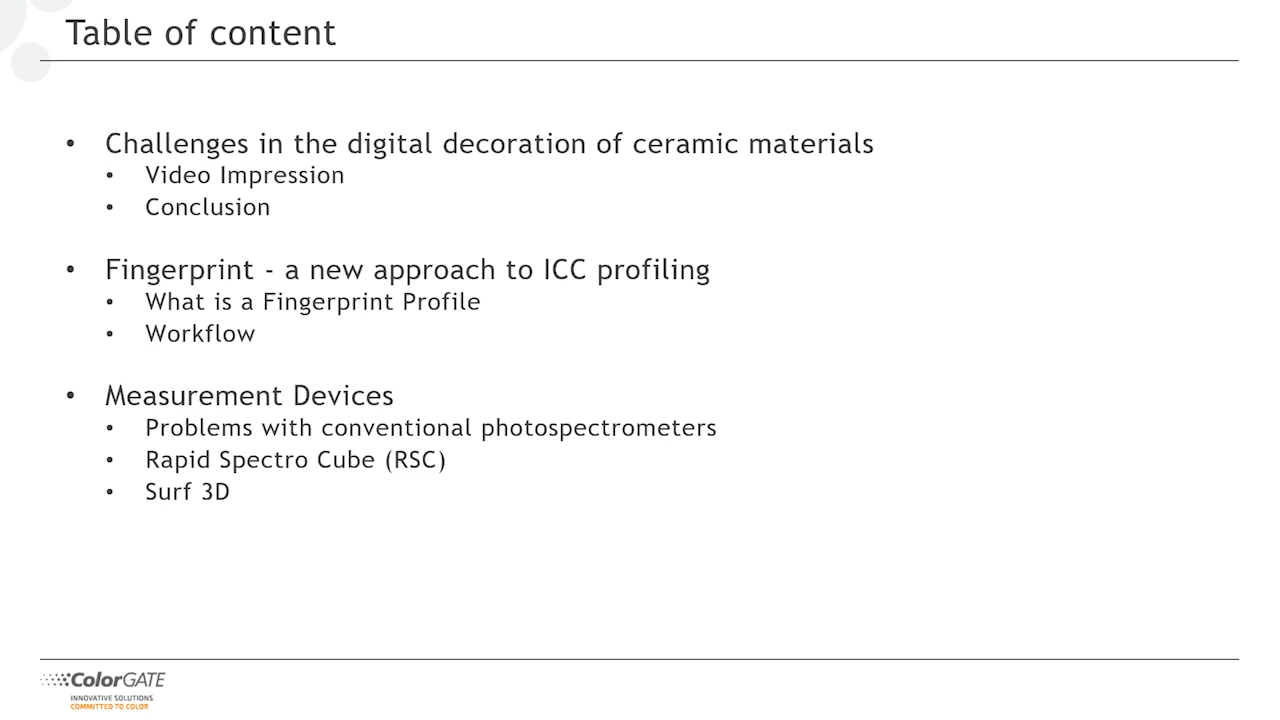 Table of content
• Challenges in the digital decoration of ceramic materials
• Video Impression
• Conclusion
• Fingerprint - a new approach to ICC profiling
• What is a Fingerprint Profile
• Workflow
• Measurement Devices
• Problems with conventional photospectrometers
• Rapid Spectro Cube (RSC)
• Surf 3D
ColorGATE
INNOVATIVE SOLUTIONS
COMMITTED TO COLOR